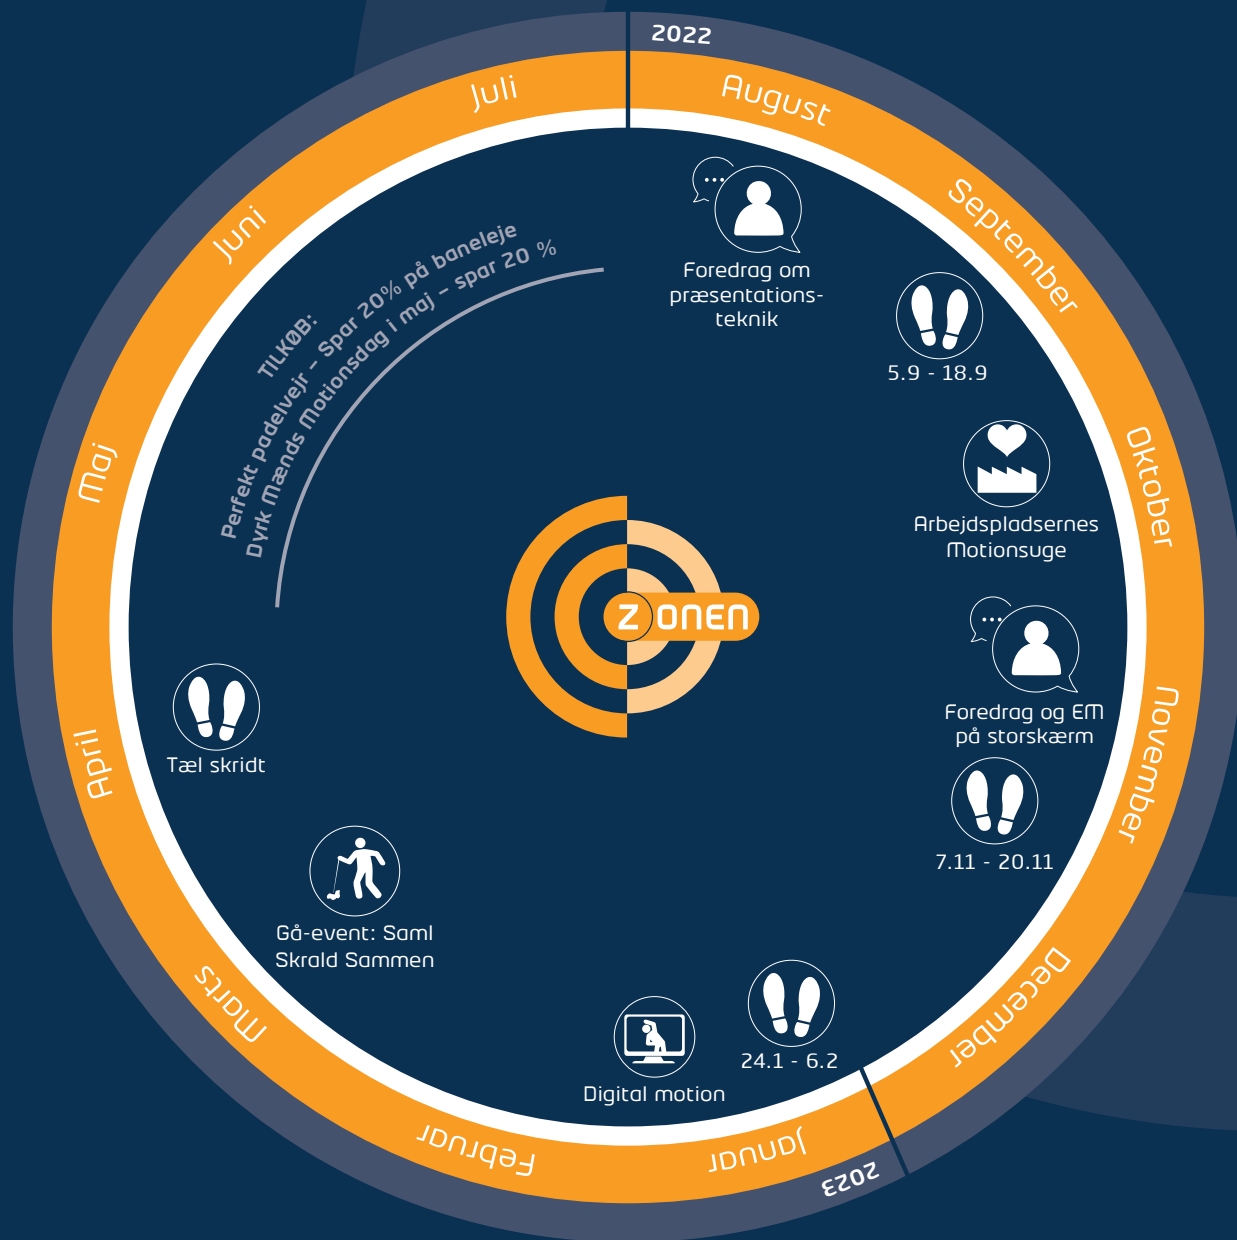 2022
August
September
Oktober
November
December
2023
Januar
Februar
Marts
April
Maj
Juni
Juli
Foredrag om
præsentations-
teknik
5.9 - 18.9
Arbejdspladsernes
Motionsuge
Foredrag og EM
på storskærm
7.11 - 20.11
24.1 - 6.2
Digital motion
Gå-event: Saml
Skrald Sammen
Tæl skridt
TILKØB:
Perfekt padelvejr – Spar 20% på baneleje
Dyrk Mænds Motionsdag i maj – spar 20 %
ZONEN